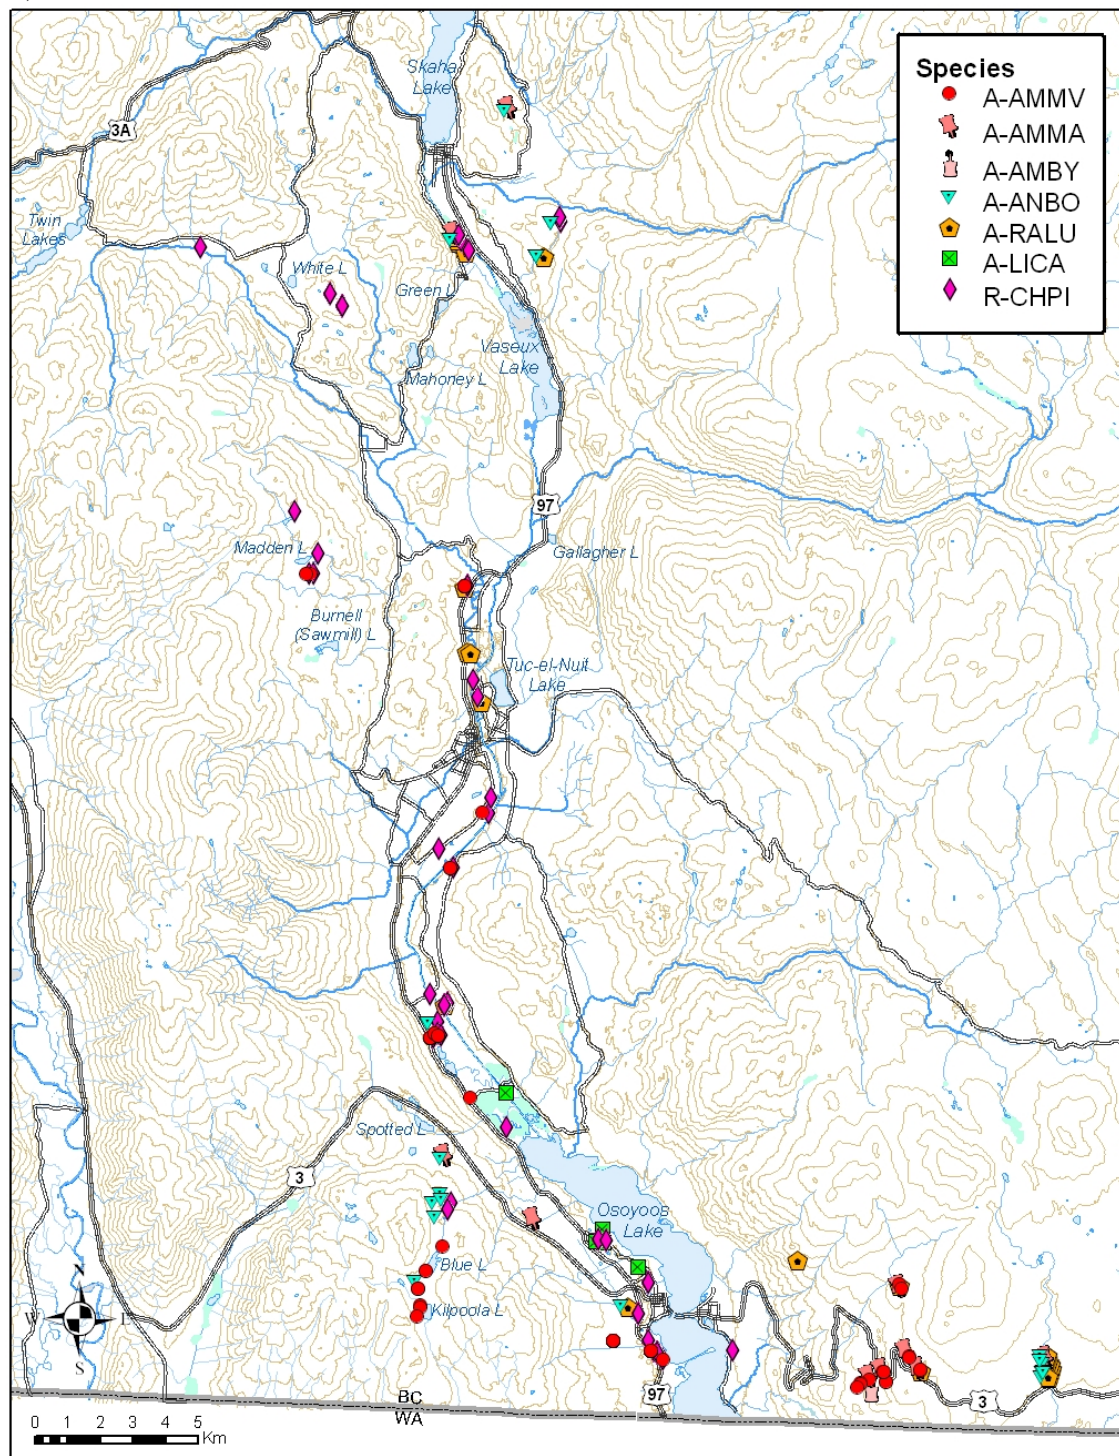 Skaha
Lake
Species
A-AMMV
A-AMMA
A-AMBY
A-ANBO
A-RALU
A-LICA
R-CHPI
3A
Twin
Lakes
White L
Green L
Vaseux
Lake
Mahoney L
97
Gallagher L
Madden L
Burnell
(Sawmill) L
Tuc-el-Nuit
Lake
Spotted L
3
Osoyoos
Lake
Blue L
Kilpoola L
N
W E
S
3
97
BC
WA
0 1 2 3 4 5
Km